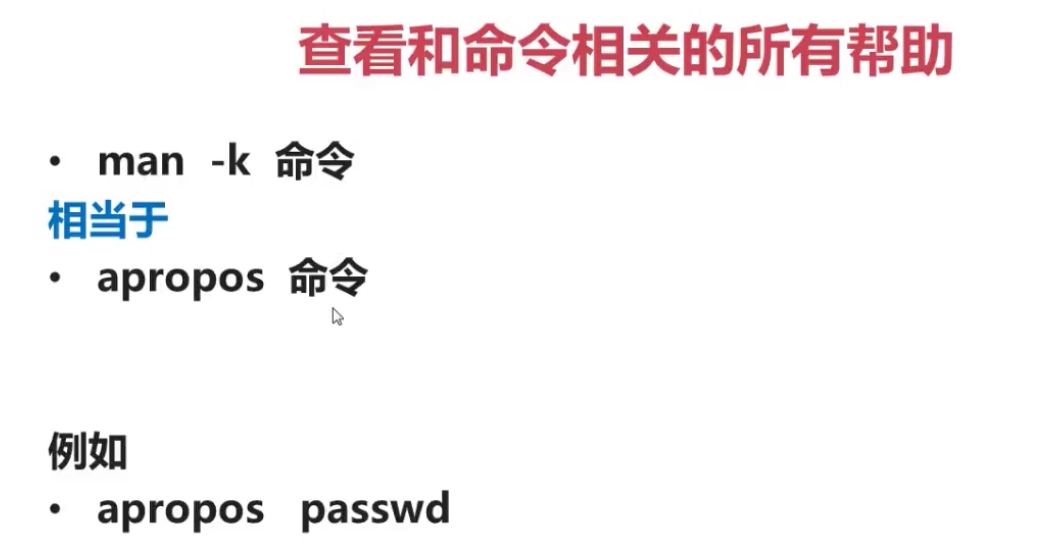 查看和命令相关的所有帮助
• man -k 命令
相当于
• apropos 命令
例如
• apropos passwd